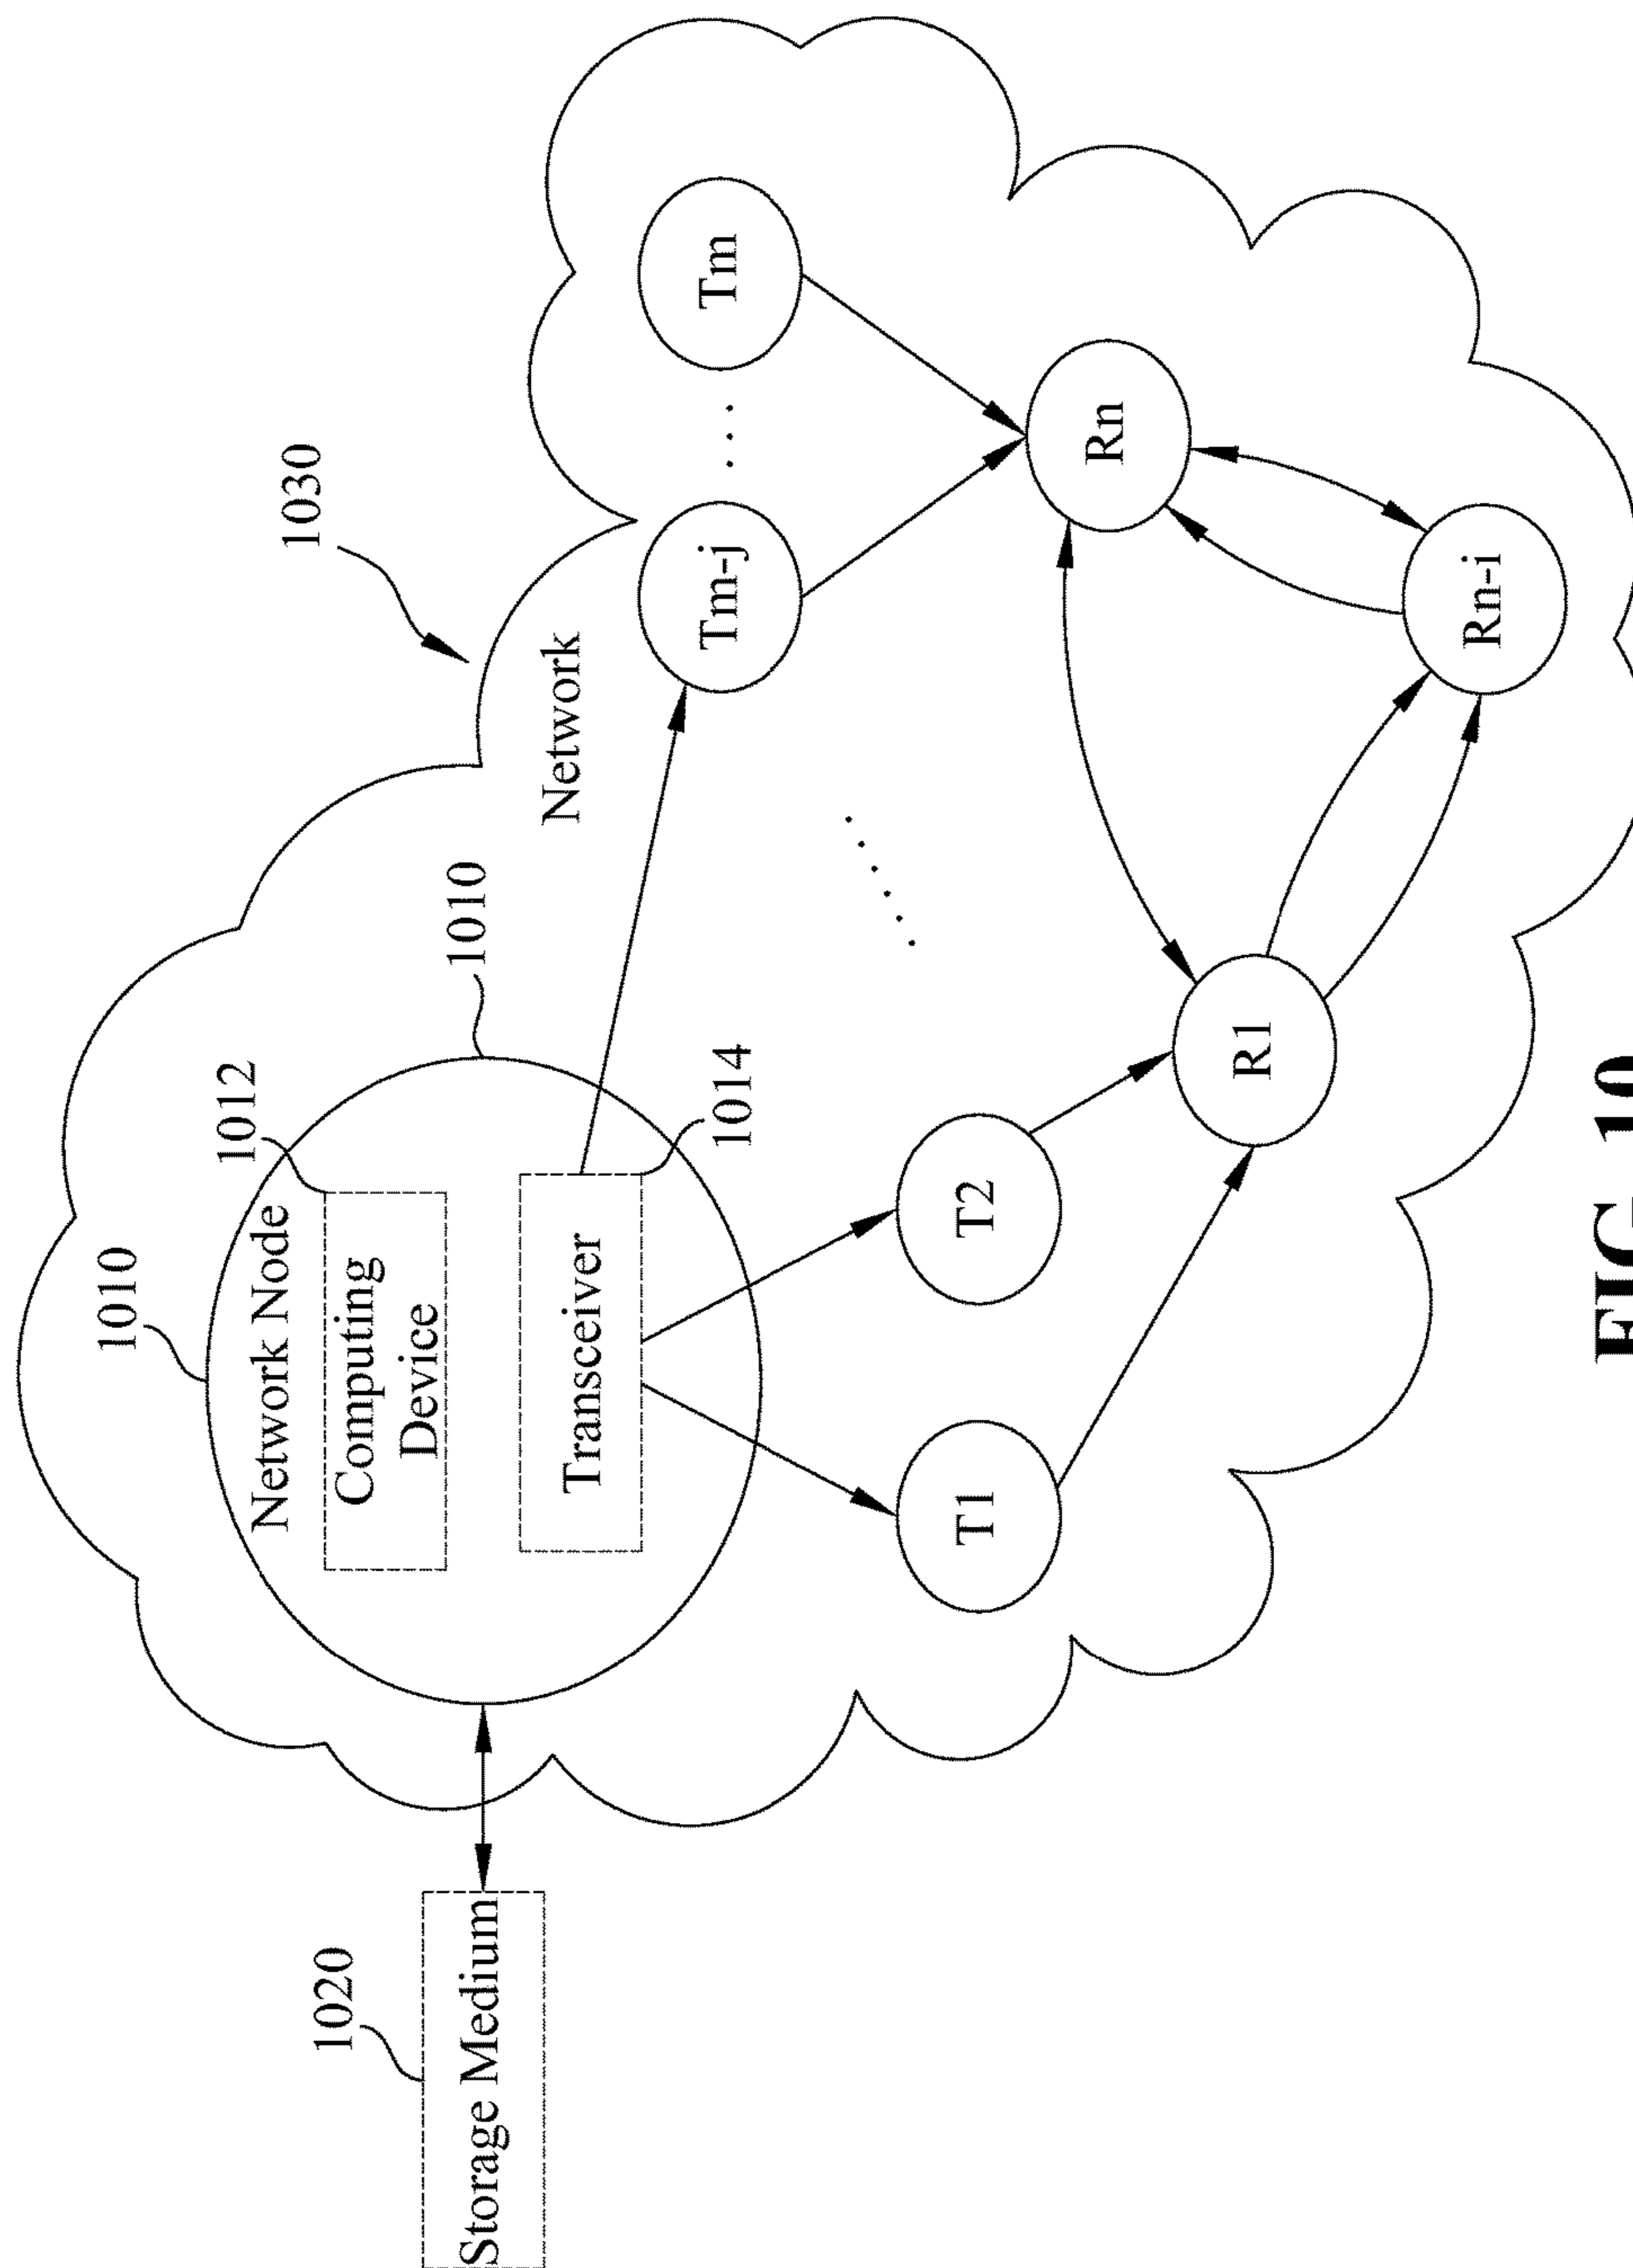 1010
1012
Network Node
1030
1020
Computing
Device
1010
Storage Medium
Network
Transceiver
Tm-j
Tm
1014
T1
T2
Rn
R1
Rn-i
FIG. 10